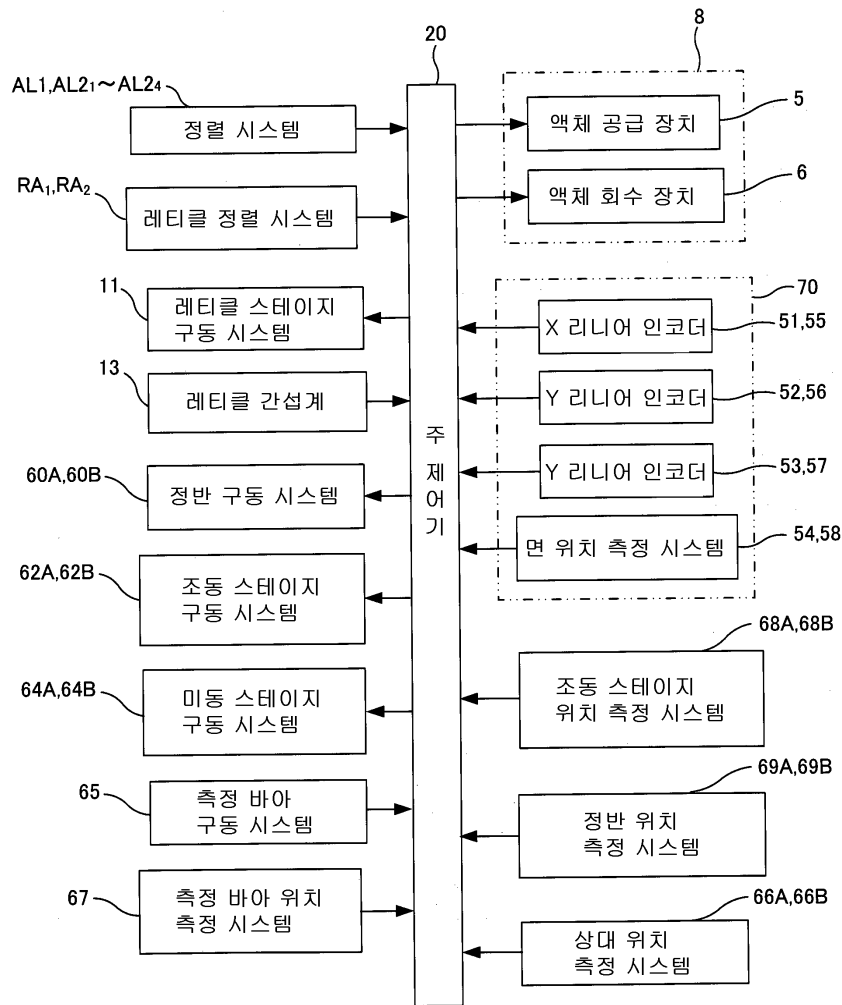 20
8
AL1,AL2₁～AL2₄
정렬 시스템
액체 공급 장치
5
RA₁,RA₂
레티클 정렬 시스템
액체 회수 장치
6
11
레티클 스테이지
구동 시스템
70
X 리니어 인코더
51,55
13
레티클 간섭계
Y 리니어 인코더
52,56
주 제어기
60A,60B
정반 구동 시스템
Y 리니어 인코더
53,57
면 위치 측정 시스템
54,58
62A,62B
조동 스테이지
구동 시스템
68A,68B
조동 스테이지
위치 측정 시스템
64A,64B
미동 스테이지
구동 시스템
69A,69B
정반 위치
측정 시스템
65
측정 바아
구동 시스템
67
측정 바아 위치
측정 시스템
66A,66B
상대 위치
측정 시스템